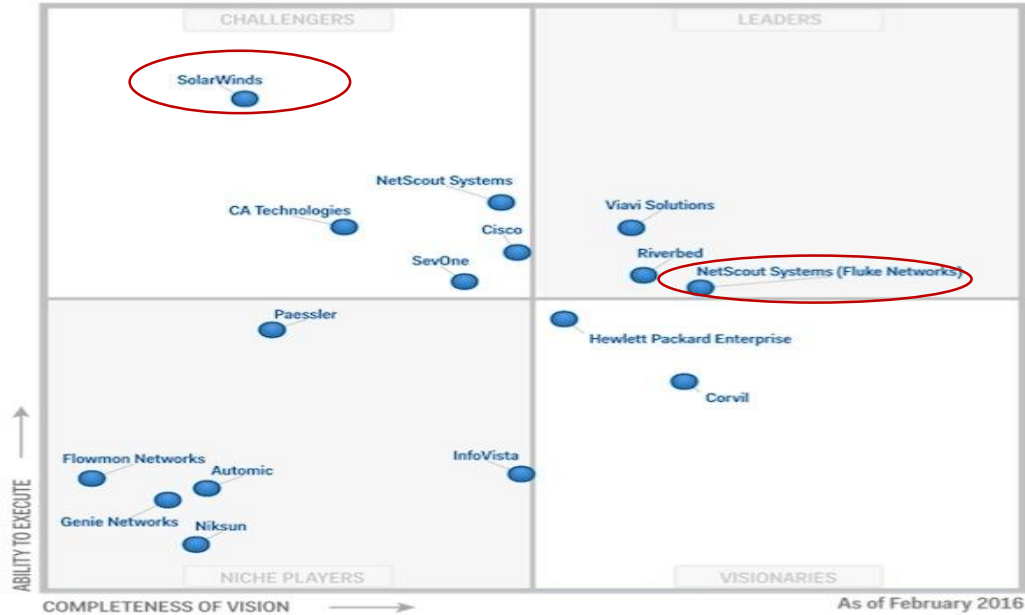 CHALLENGERS
LEADERS
SolarWinds
NetScout Systems
CA Technologies
Cisco
SevOne
Viavi Solutions
Riverbed
NetScout Systems (Fluke Networks)
Paessler
Hewlett Packard Enterprise
Corvil
Flowmon Networks
Automic
InfoVista
Genie Networks
Niksun
NICHE PLAYERS
VISIONARIES
ABILITY TO EXECUTE
COMPLETENESS OF VISION
As of February 2016